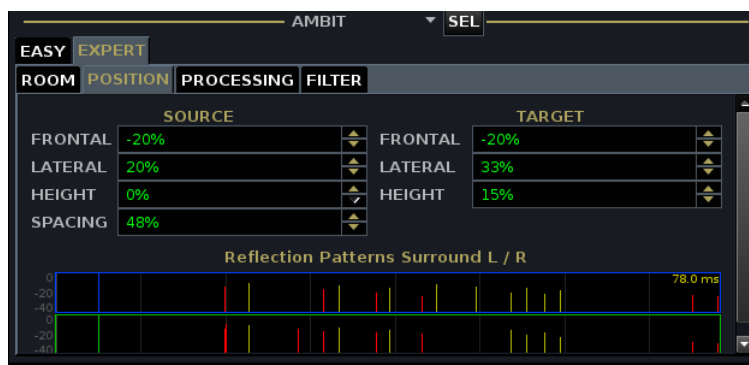 AMBIT SEL
EASY EXPERT
ROOM POSITION PROCESSING FILTER
SOURCE TARGET
FRONTAL -20% FRONTAL -20%
LATERAL 20% LATERAL 33%
HEIGHT 0% HEIGHT 15%
SPACING 48%
Reflection Patterns Surround L / R
0 78.0 ms
-20
-40
0
-20
-40